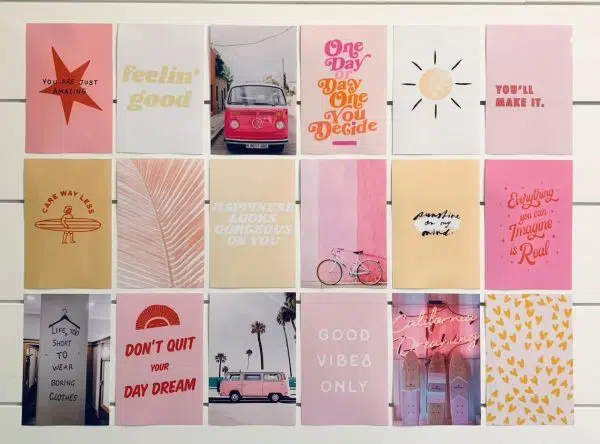 YOU ARE JUST
AMAZING
feelin'
good
One
Day
or
Day
One
You
Decide
YOU'LL
MAKE IT.
CARE WAY LESS
HAPPINESS
LOOKS
GORGEOUS
ON YOU
sunshine
on my
mind.
Everything
you can
Imagine
is
Real
LIFE IS TOO
SHORT
TO
WEAR
BORING
CLOTHES
DON'T QUIT
YOUR
DAY DREAM
GOOD
VIBES
ONLY
California
Dreaming